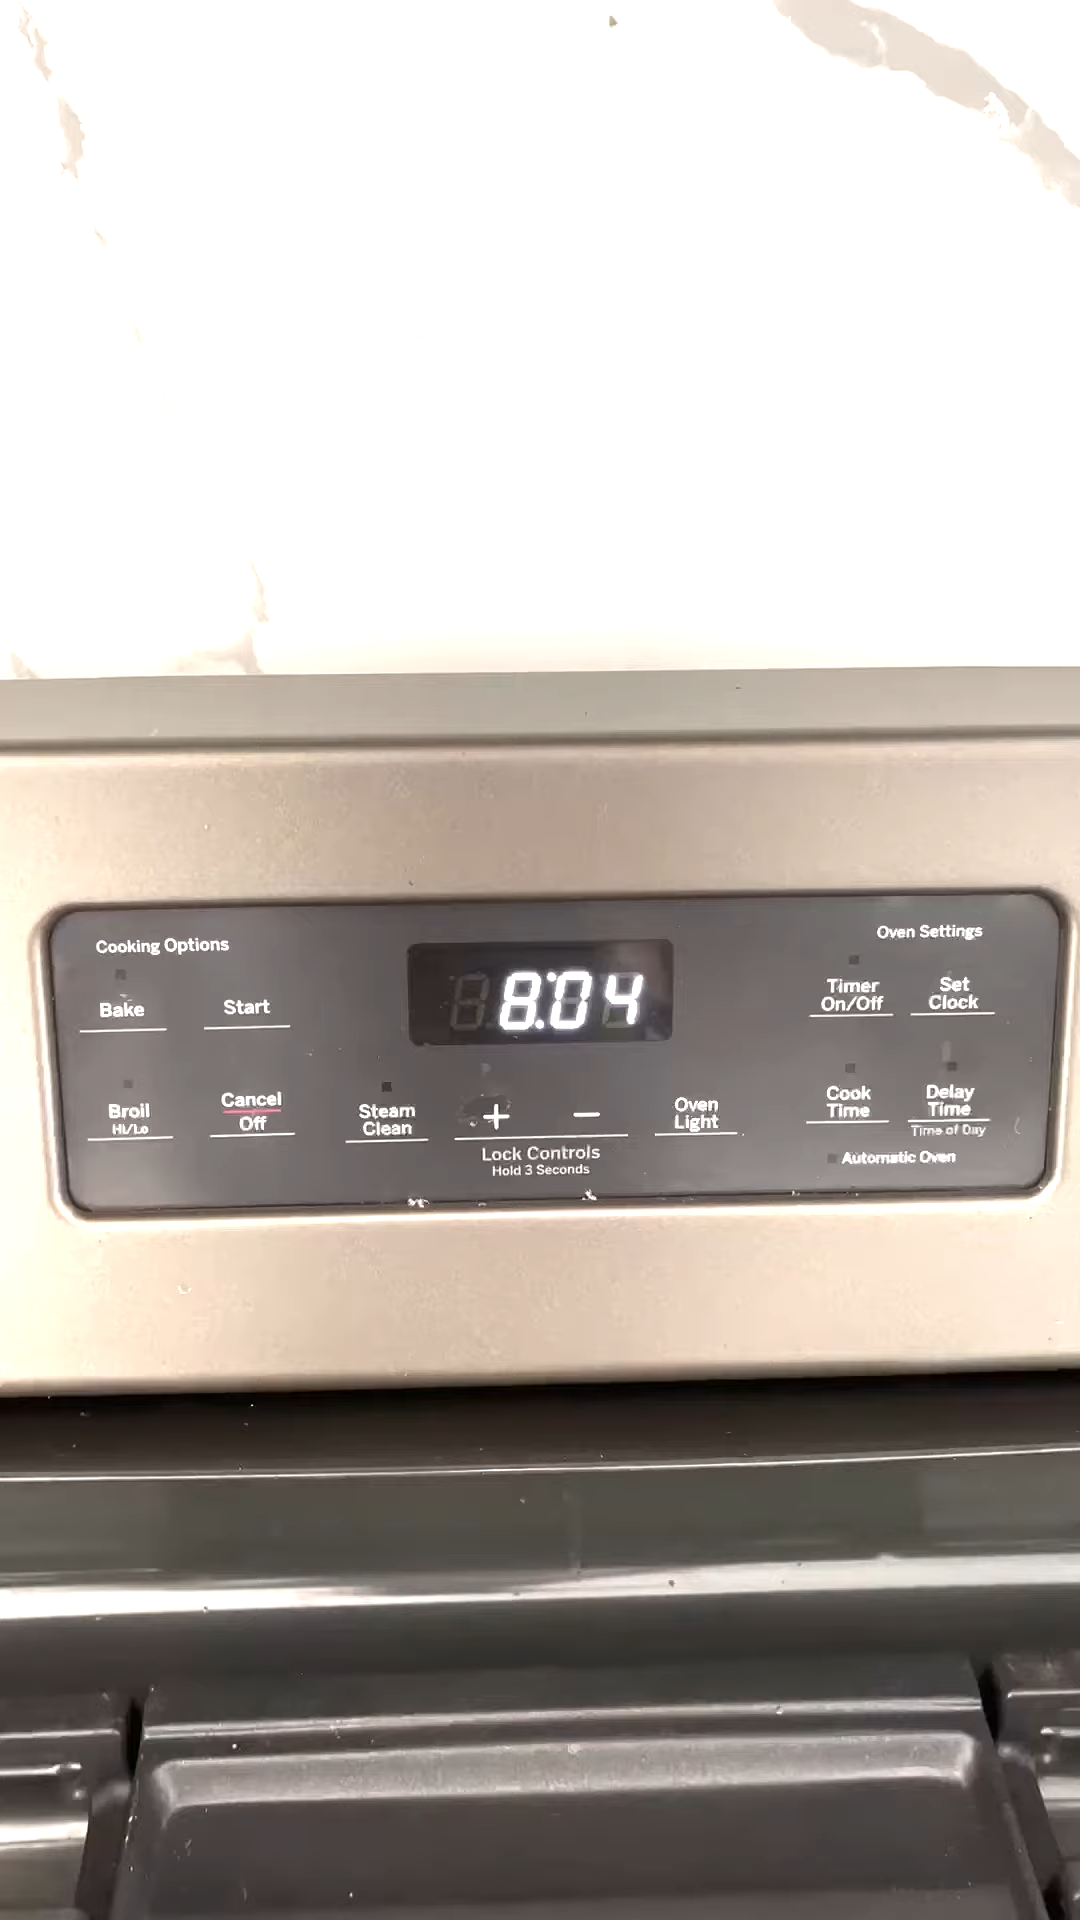 Cooking Options
Oven Settings
8:04
Bake
Start
Timer
On/Off
Set
Clock
Broil
Hi/Lo
Cancel
Off
Steam
Clean
+
−
Oven
Light
Cook
Time
Delay
Time
Time of Day
Lock Controls
Hold 3 Seconds
Automatic Oven